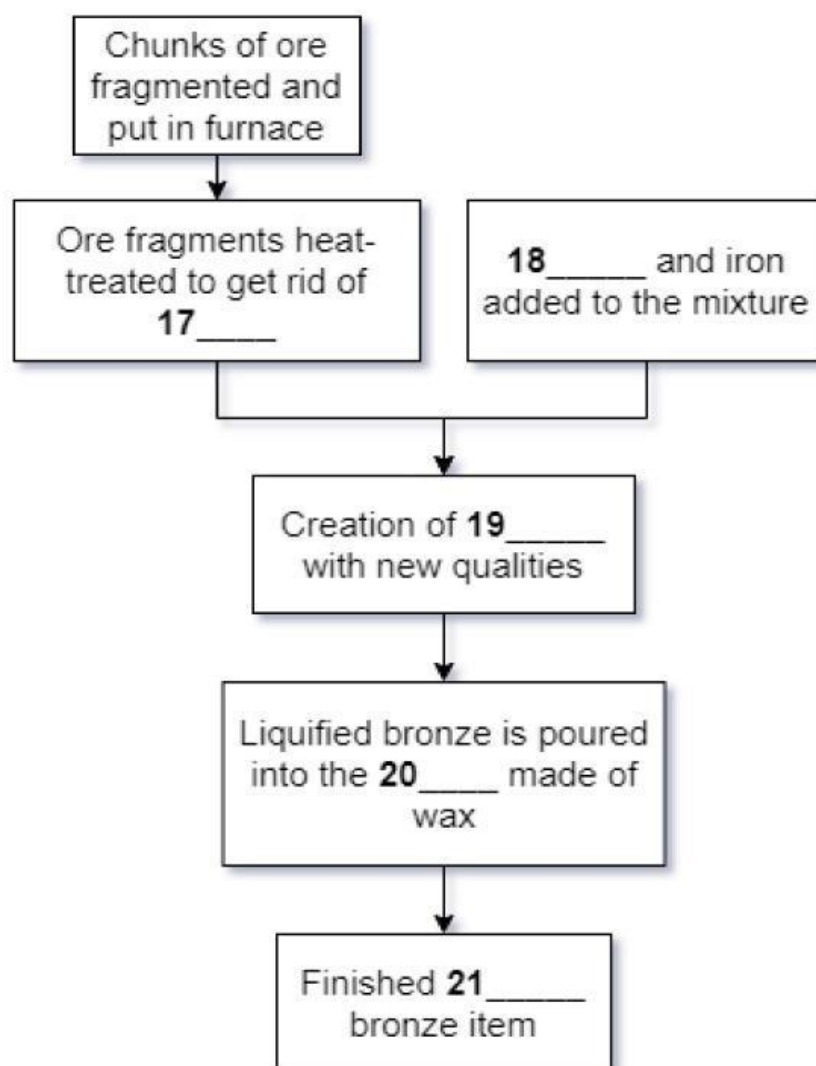 Chunks of ore
fragmented and
put in furnace
Ore fragments heat-
treated to get rid of
17____
18_____ and iron
added to the mixture
Creation of 19_____
with new qualities
Liquified bronze is poured
into the 20____ made of
wax
Finished 21_____
bronze item